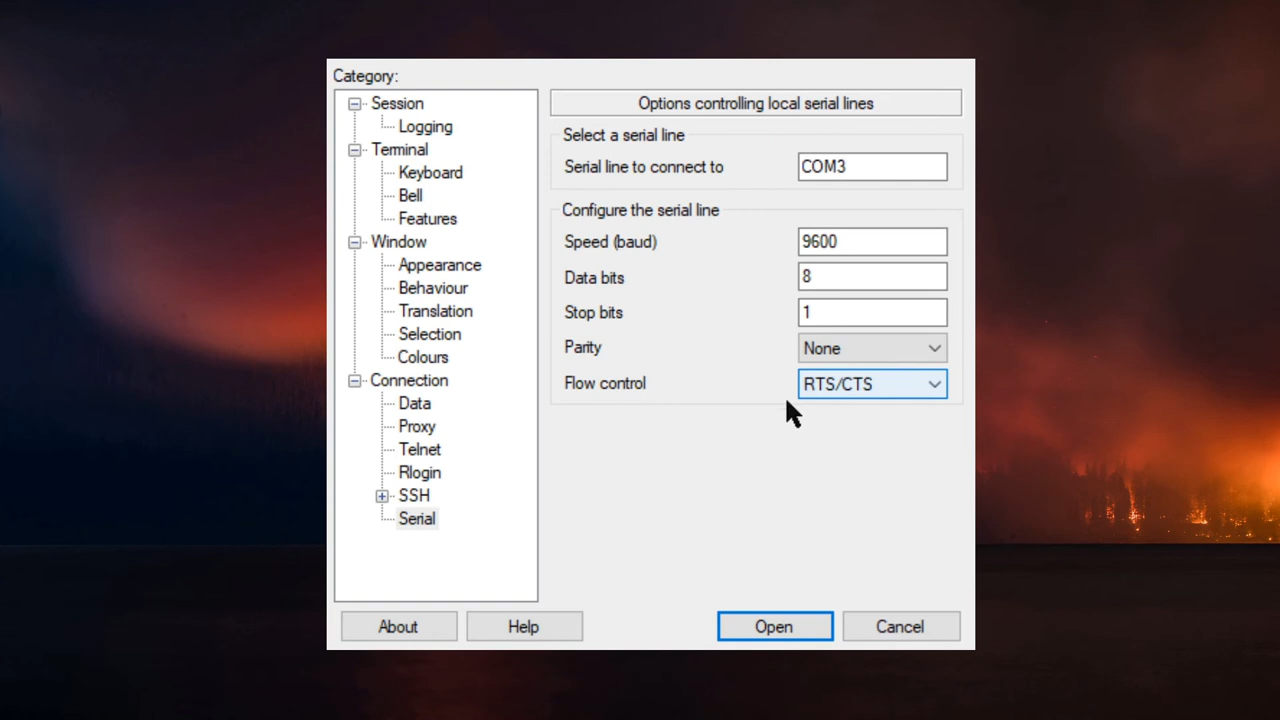 Category:
Session
Logging
Terminal
Keyboard
Bell
Features
Window
Appearance
Behaviour
Translation
Selection
Colours
Connection
Data
Proxy
Telnet
Rlogin
SSH
Serial
Options controlling local serial lines
Select a serial line
Serial line to connect to COM3
Configure the serial line
Speed (baud) 9600
Data bits 8
Stop bits 1
Parity None
Flow control RTS/CTS
About Help Open Cancel